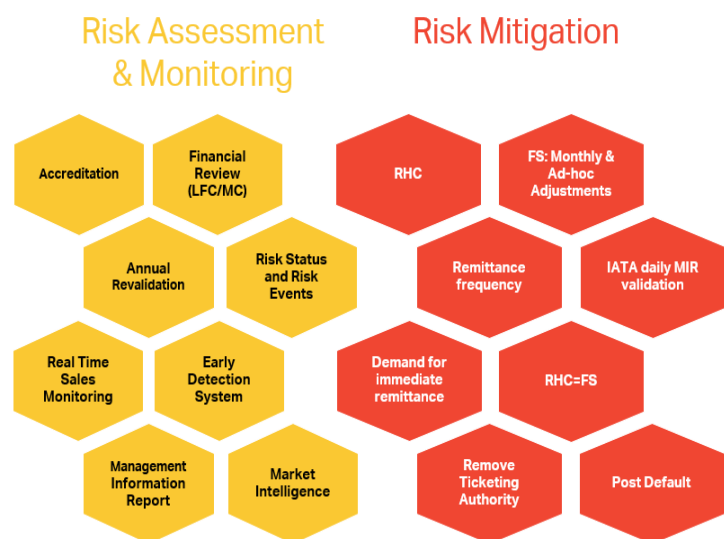 Risk Assessment
& Monitoring
Risk Mitigation
Accreditation
Financial
Review
(LFC/MC)
Annual
Revalidation
Risk Status
and Risk
Events
Real Time
Sales
Monitoring
Early
Detection
System
Management
Information
Report
Market
Intelligence
RHC
FS: Monthly &
Ad-hoc
Adjustments
Remittance
frequency
IATA daily MIR
validation
Demand for
immediate
remittance
RHC=FS
Remove
Ticketing
Authority
Post Default